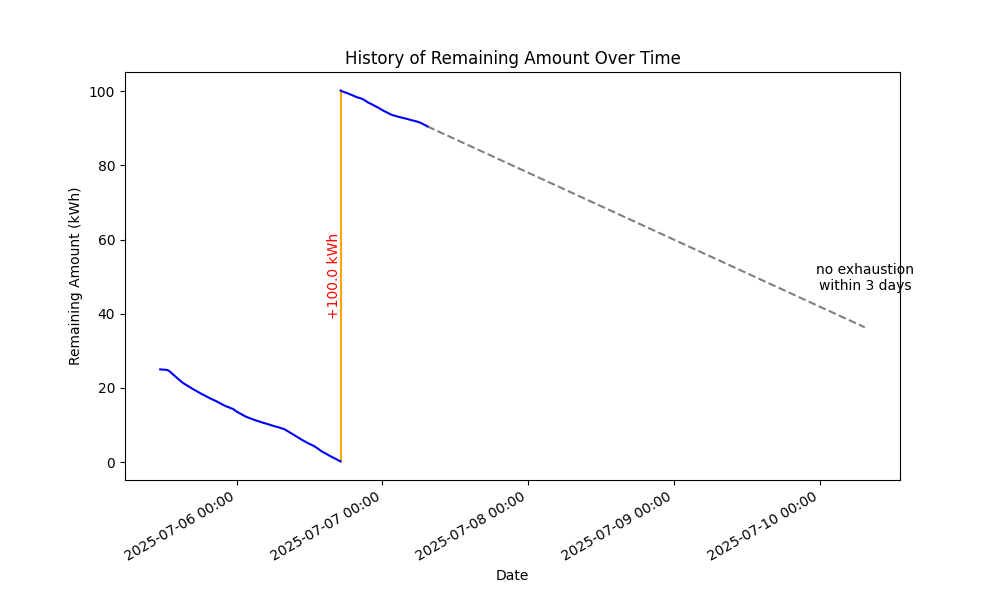 History of Remaining Amount Over Time
Remaining Amount (kWh)
100
80
60
40
20
0
+100.0 kWh
no exhaustion
within 3 days
2025-07-06 00:00
2025-07-07 00:00
2025-07-08 00:00
2025-07-09 00:00
2025-07-10 00:00
Date